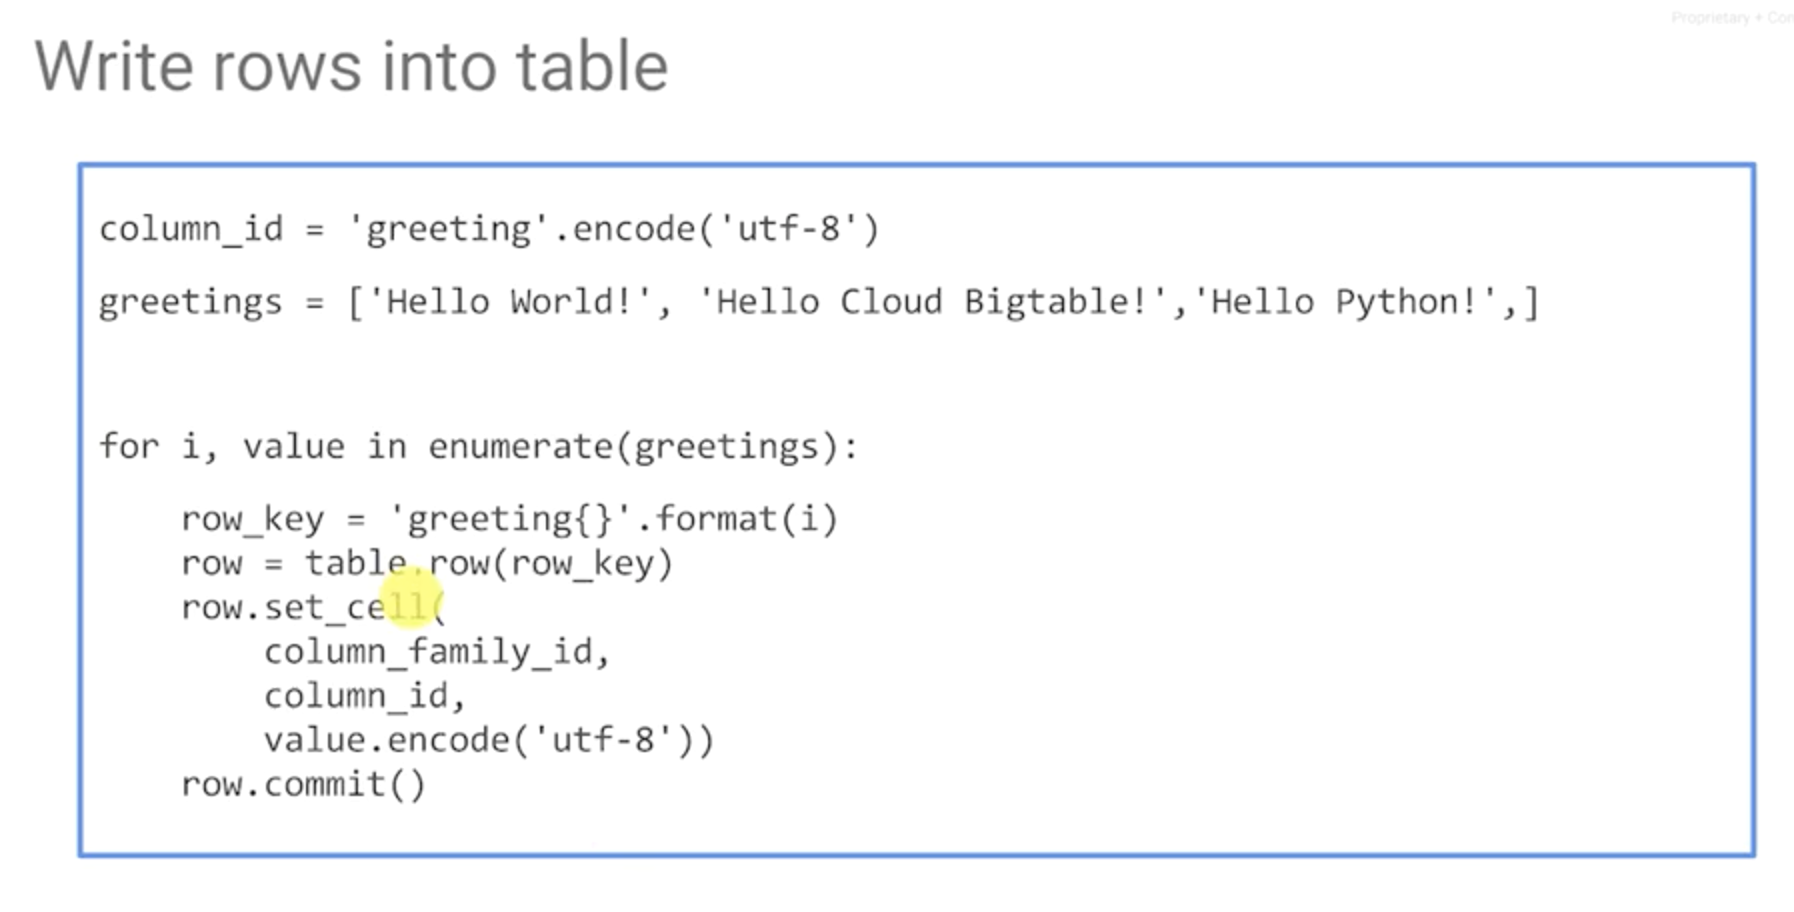 Proprietary + Con
Write rows into table
column_id = 'greeting'.encode('utf-8')
greetings = ['Hello World!', 'Hello Cloud Bigtable!','Hello Python!',]
for i, value in enumerate(greetings):
    row_key = 'greeting{}'.format(i)
    row = table.row(row_key)
    row.set_cell(
        column_family_id,
        column_id,
        value.encode('utf-8'))
    row.commit()